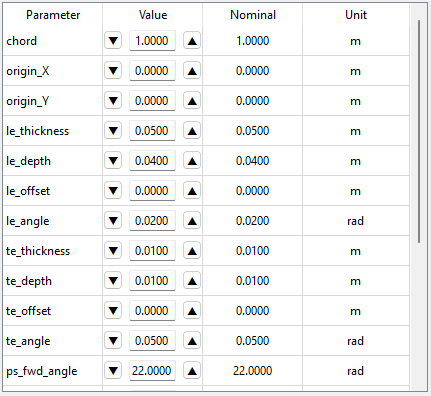 Parameter Value Nominal Unit
chord 1.0000 1.0000 m
origin_X 0.0000 0.0000 m
origin_Y 0.0000 0.0000 m
le_thickness 0.0500 0.0500 m
le_depth 0.0400 0.0400 m
le_offset 0.0000 0.0000 m
le_angle 0.0200 0.0200 rad
te_thickness 0.0100 0.0100 m
te_depth 0.0100 0.0100 m
te_offset 0.0000 0.0000 m
te_angle 0.0500 0.0500 rad
ps_fwd_angle 22.0000 22.0000 rad